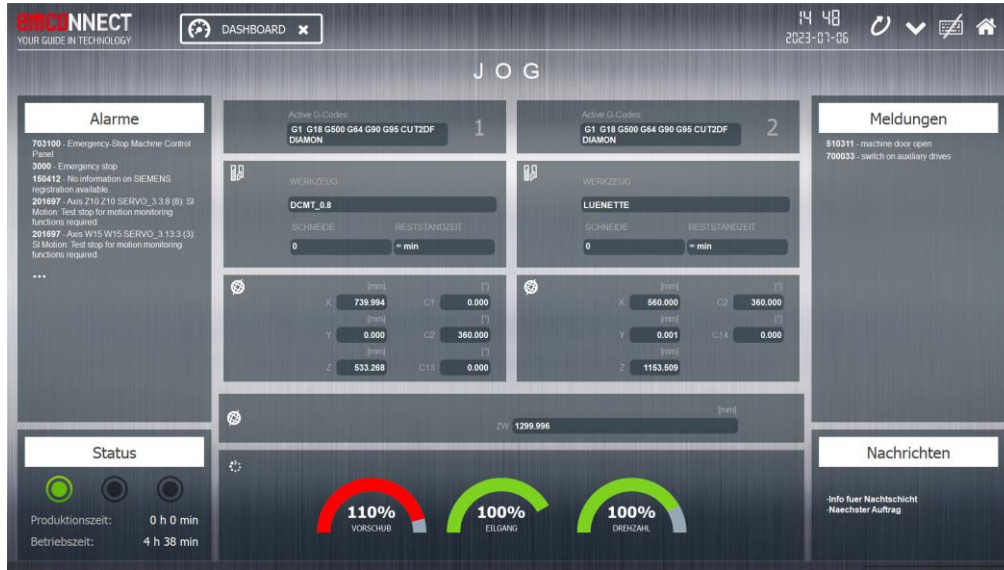 emcoNNECT
YOUR GUIDE IN TECHNOLOGY
DASHBOARD
14 48
2023-07-06
JOG
Alarme
703100 - Emergency-Stop Machine Control
Panel
3000 - Emergency stop
150412 - No information on SIEMENS
registration available.
201697 - Axis Z10 Z10 SERVO_3.3:8 (8): SI
Motion: Test stop for motion monitoring
functions required.
201697 - Axis W15 W15 SERVO_3.13:3 (3):
SI Motion: Test stop for motion monitoring
functions required.
...
Status
Produktionszeit: 0 h 0 min
Betriebszeit: 4 h 38 min
Active G-Codes:
G1 G18 G500 G64 G90 G95 CUT2DF
DIAMON
1
WERKZEUG
DCMT_0.8
SCHNEIDE RESTSTANDZEIT
0 ∞ min
[mm] [°]
X 739.994 C1 0.000
[mm] [°]
Y 0.000 C2 360.000
[mm] [°]
Z 533.268 C13 0.000
Active G-Codes:
G1 G18 G500 G64 G90 G95 CUT2DF
DIAMON
2
WERKZEUG
LUENETTE
SCHNEIDE RESTSTANDZEIT
0 ∞ min
[mm] [°]
X 560.000 C2 360.000
[mm] [°]
Y 0.001 C14 0.000
[mm]
Z 1153.509
[mm]
ZW 1299.996
110%
VORSCHUB
100%
EILGANG
100%
DREHZAHL
Meldungen
510311 - machine door open
700033 - switch on auxiliary drives
Nachrichten
-Info fuer Nachtschicht
-Naechster Auftrag